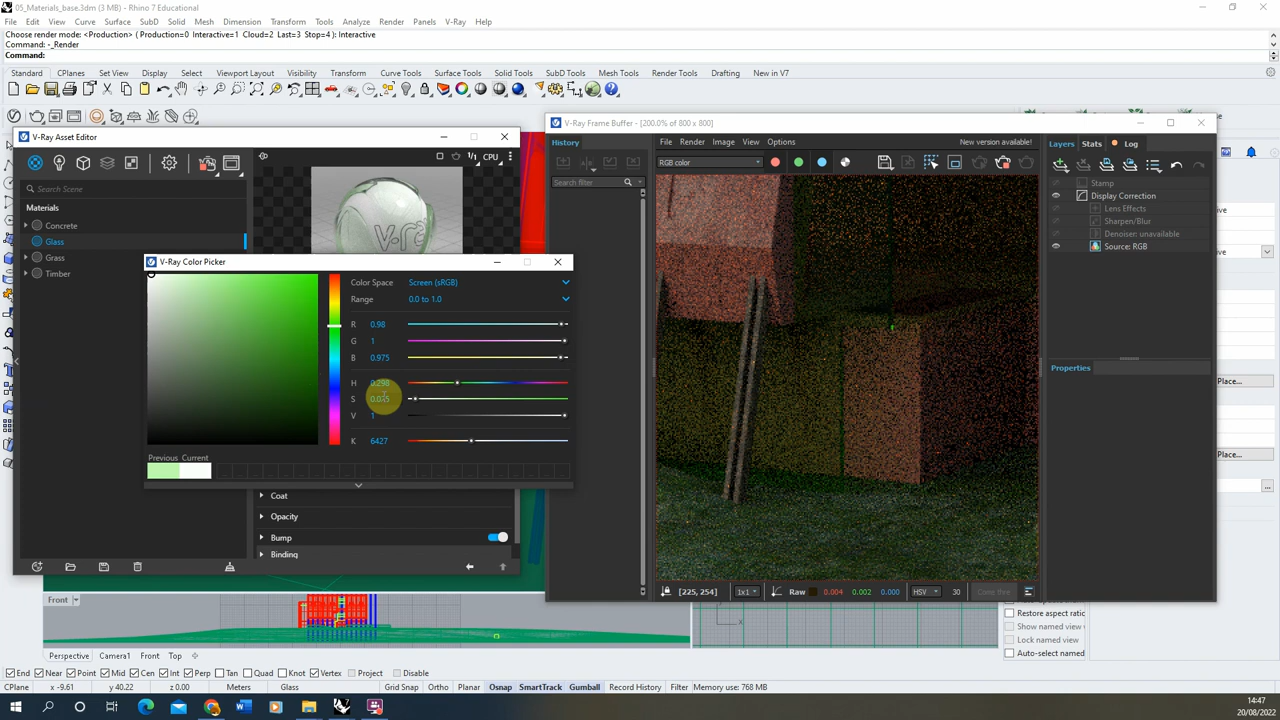 05_Materials_base.3dm (3 MB) - Rhino 7 Educational
File Edit View Curve Surface SubD Solid Mesh Dimension Transform Tools Analyze Render Panels V-Ray Help
Choose render mode: <Production> ( Production=0 Interactive=1 Cloud=2 Last=3 Stop=4 ): Interactive
Command: -_Render
Command:
Standard CPlanes Set View Display Select Viewport Layout Visibility Transform Curve Tools Surface Tools Solid Tools SubD Tools Mesh Tools Render Tools Drafting New in V7
V-Ray Asset Editor
CPU
Search Scene
Materials
Concrete
Glass
Glass
Timber
V-Ray Color Picker
Color Space Screen (sRGB)
Range 0.0 to 1.0
R 0.98
G 1
B 0.975
H 0.298
S 0.025
V 1
K 6427
Previous Current
Coat
Opacity
Bump
Binding
V-Ray Frame Buffer - [200.0% of 800 x 800]
History File Render Image View Options New version available! Layers Stats Log
RGB color
Search filter
Stamp
Display Correction
Lens Effects
Sharpen/Blur
Denoiser: unavailable
Source: RGB
Properties
[225, 254] 1x1 Raw 0.004 0.002 0.000 HSV 30
Place...
Place...
...
Restore aspect ratio
Show named view
Lock named view
Auto-select named
Front
x
Perspective Camera1 Front Top
End Near Point Mid Cen Int Perp Tan Quad Knot Vertex Project Disable
CPlane x -9.61 y 40.22 z 0.00 Meters Glass Grid Snap Ortho Planar Osnap SmartTrack Gumball Record History Filter Memory use: 768 MB
14:47
20/08/2022